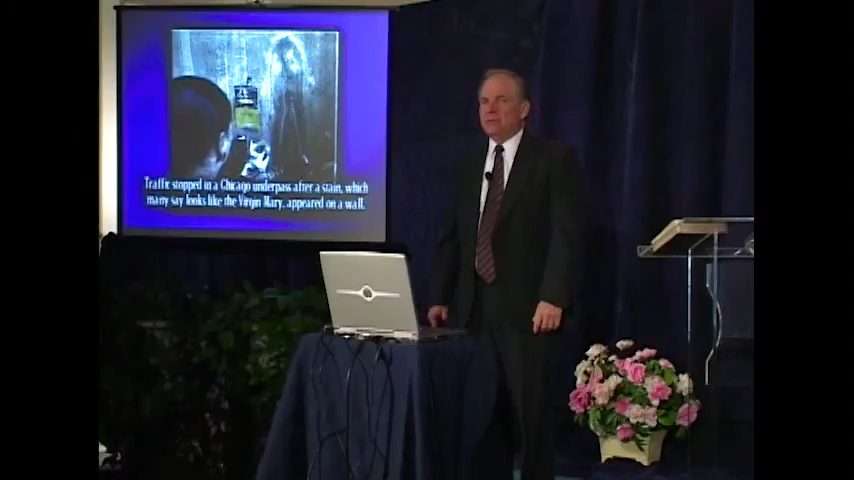 Traffic stopped in a Chicago underpass after a stain, which
many say looks like the Virgin Mary, appeared on a wall.